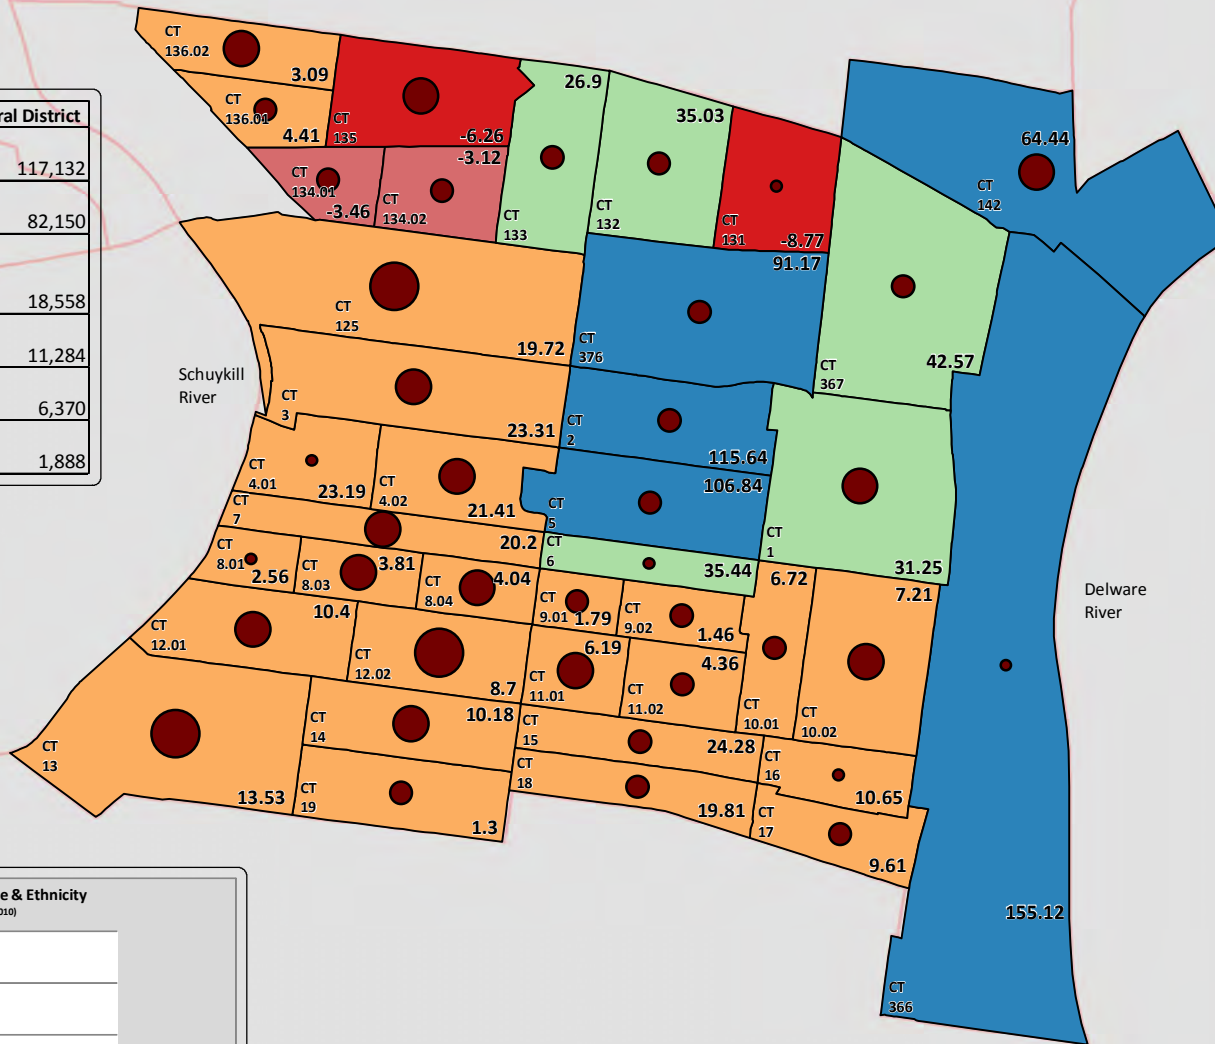 CT
136.02
3.09
CT
136.01
4.41
CT
135
-6.26
CT
134.01
-3.46
CT
134.02
-3.12
26.9
CT
133
35.03
CT
132
CT
131
-8.77
64.44
CT
142
ral District
117,132
82,150
18,558
11,284
6,370
1,888
CT
125
19.72
91.17
CT
376
CT
367
42.57
Schuykill
River
CT
3
23.31
CT
2
115.64
CT
4.01
23.19
CT
4.02
21.41
106.84
CT
5
CT
1
31.25
CT
7
20.2
CT
6
35.44
CT
8.01
2.56
CT
8.03
3.81
CT
8.04
4.04
CT
9.01
1.79
CT
9.02
1.46
6.72
CT
10.01
7.21
CT
10.02
Delware
River
CT
12.01
10.4
CT
12.02
8.7
6.19
CT
11.01
4.36
CT
11.02
CT
13
13.53
CT
14
10.18
CT
15
24.28
CT
16
10.65
CT
18
19.81
CT
17
9.61
CT
19
1.3
155.12
CT
366
e & Ethnicity
010)